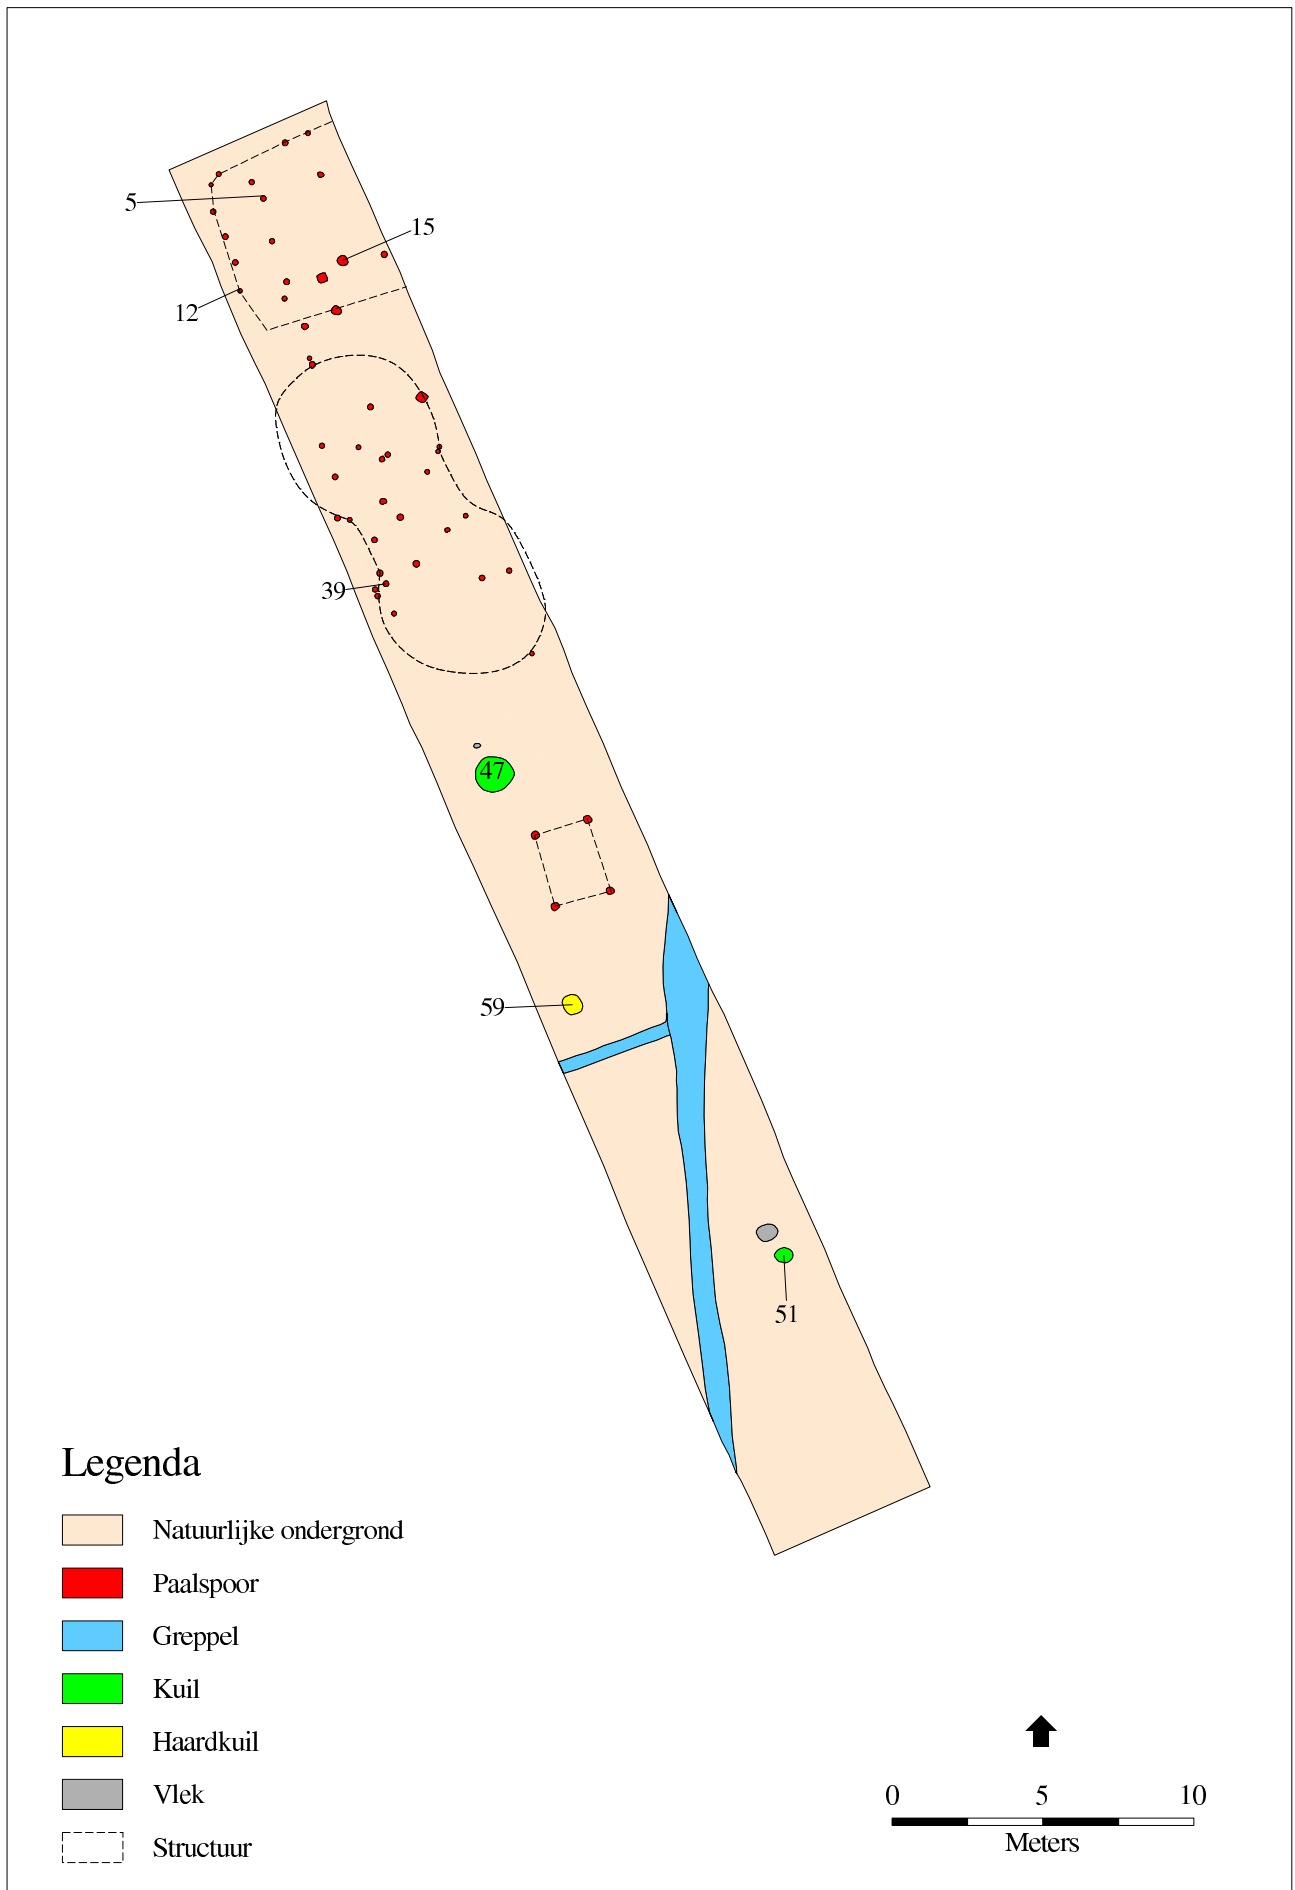 5
15
12
39
47
59
51
Legenda
Natuurlijke ondergrond
Paalspoor
Greppel
Kuil
Haardkuil
Vlek
Structuur
0 5 10
Meters